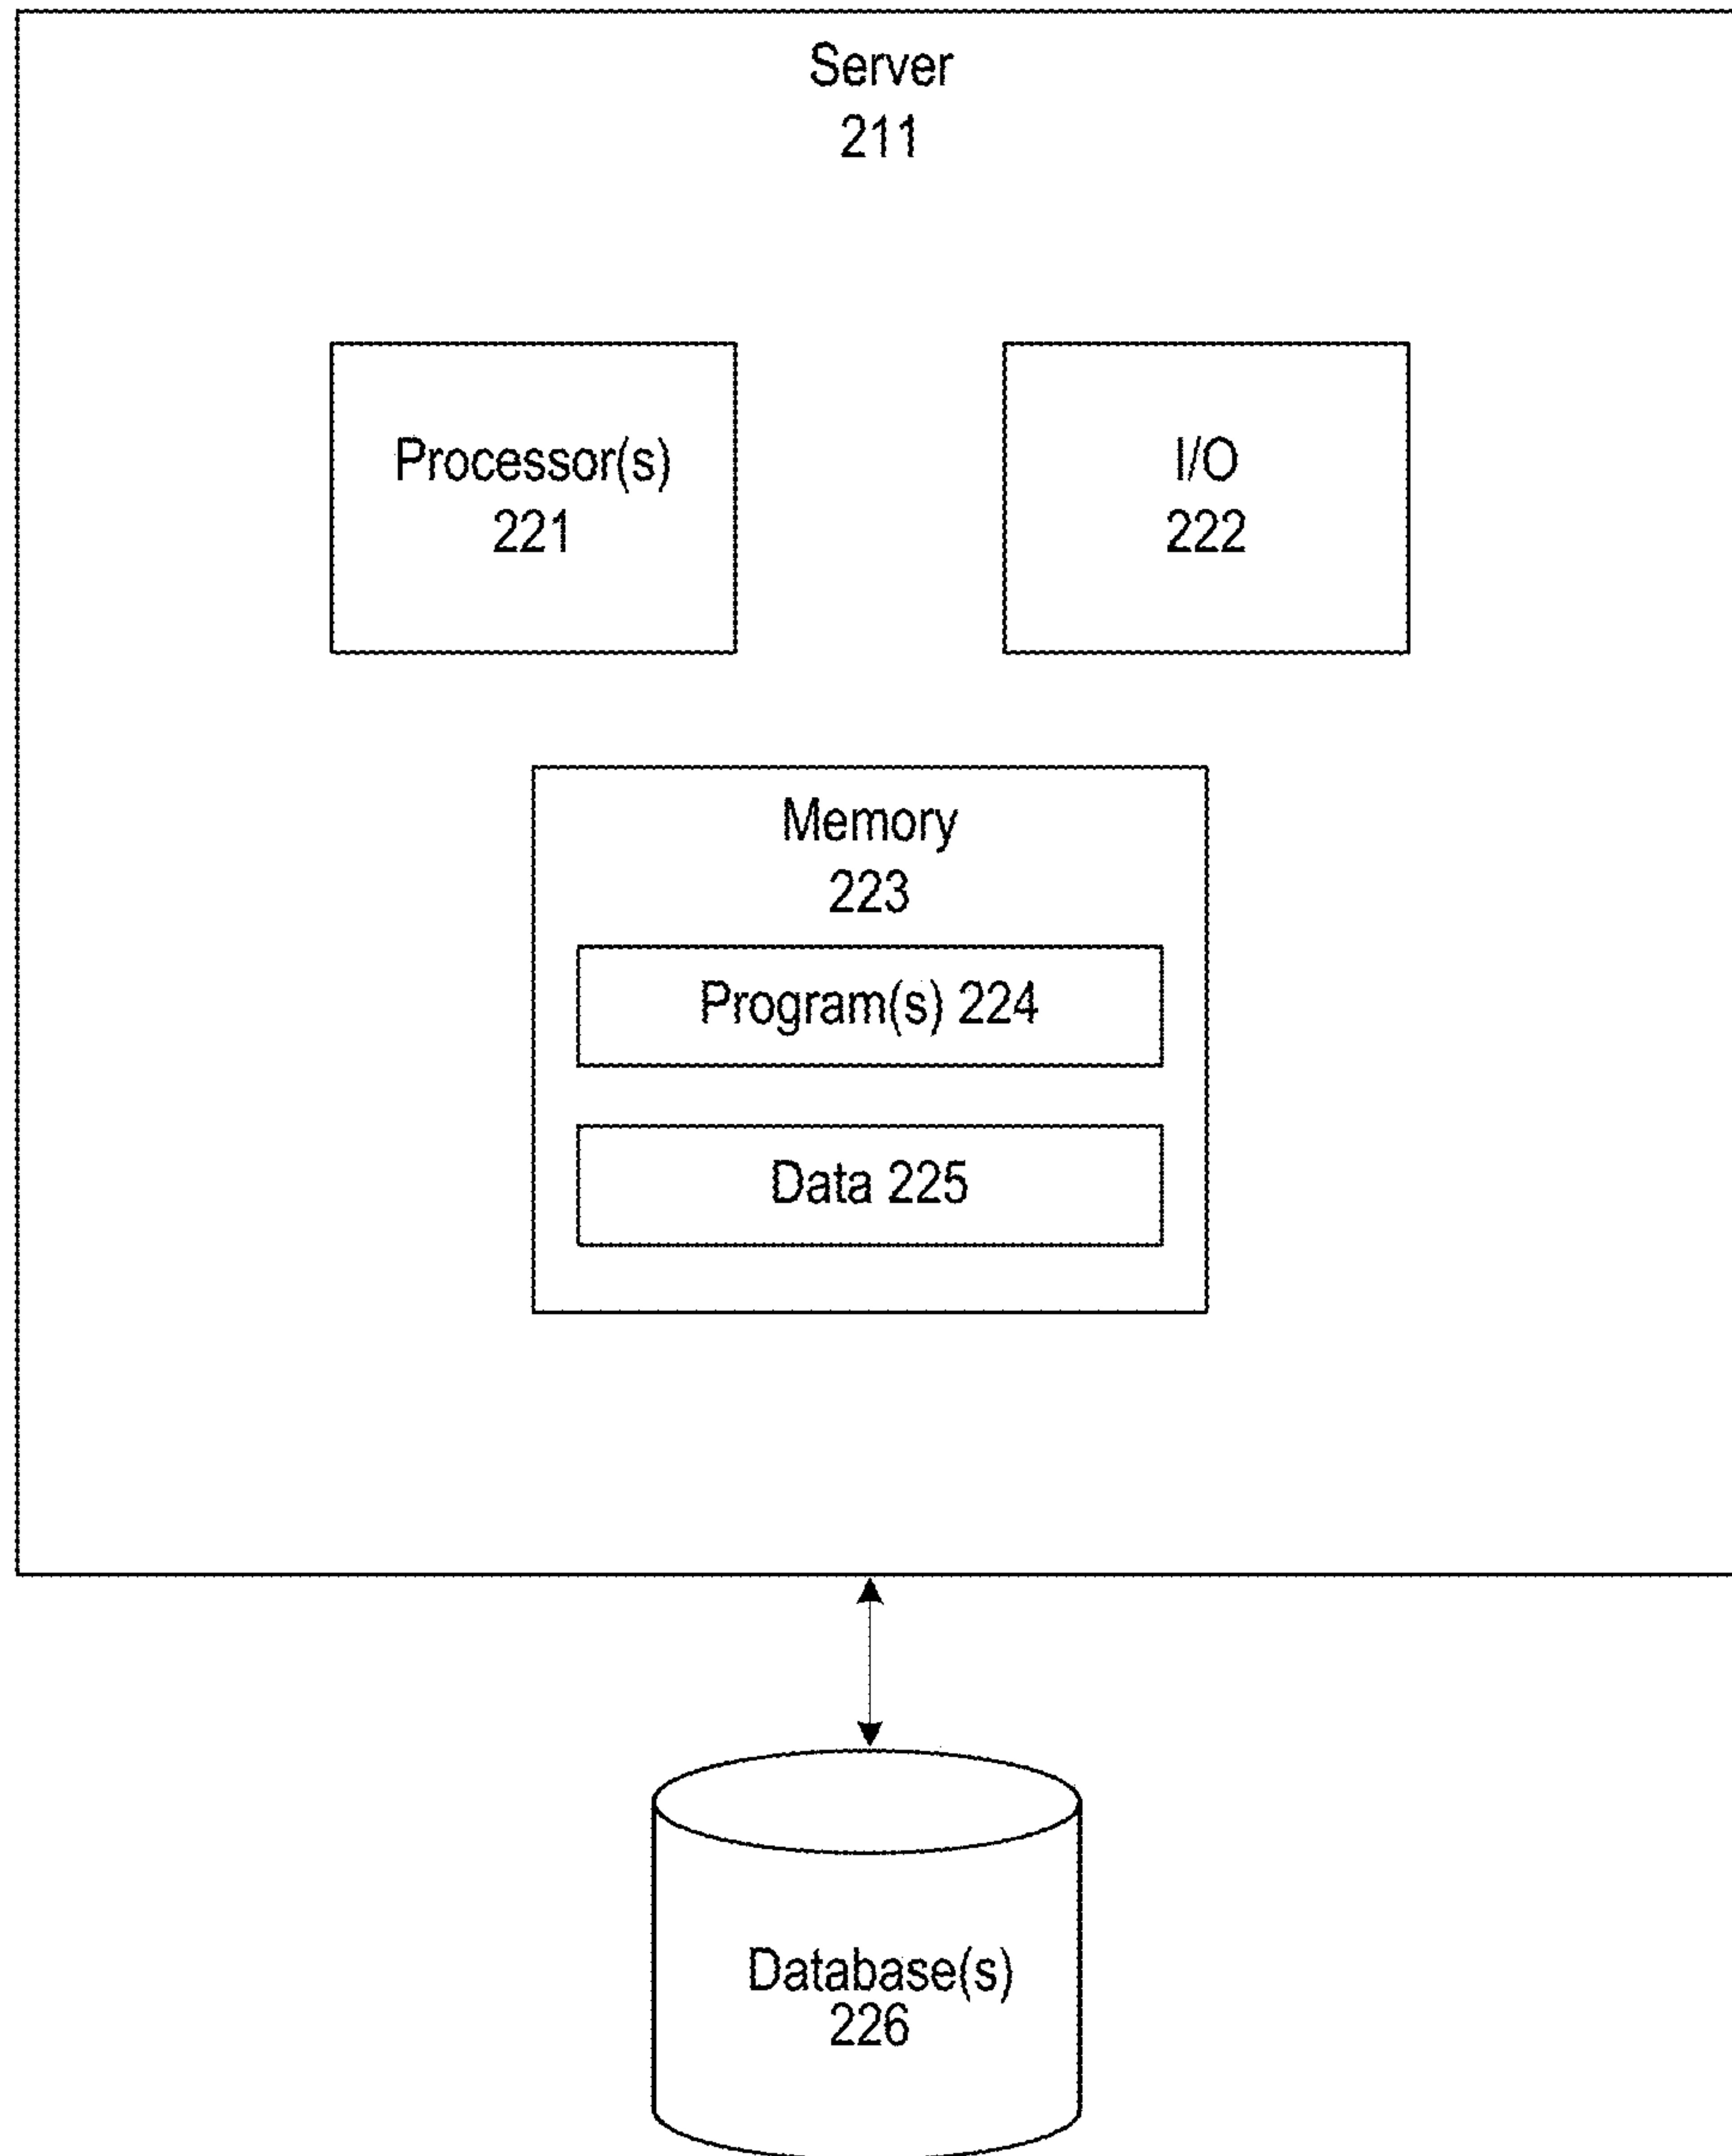 Server
211
Processor(s)
221
I/O
222
Memory
223
Program(s) 224
Data 225
Database(s)
226